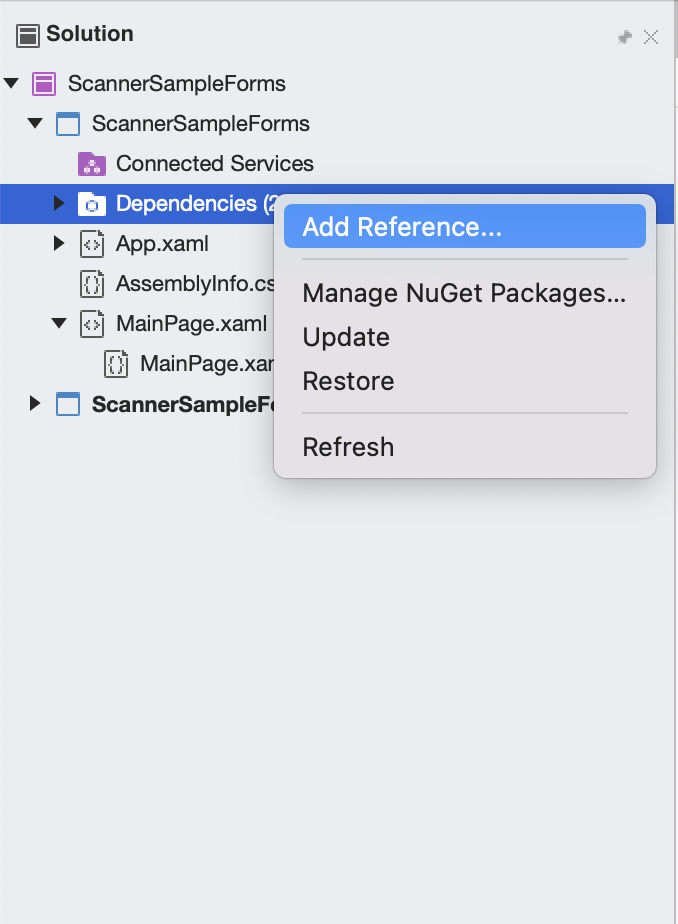 Solution
ScannerSampleForms
ScannerSampleForms
Connected Services
Dependencies (2
Add Reference...
App.xaml
AssemblyInfo.cs
Manage NuGet Packages...
MainPage.xaml
Update
MainPage.xam
Restore
ScannerSampleFo
Refresh